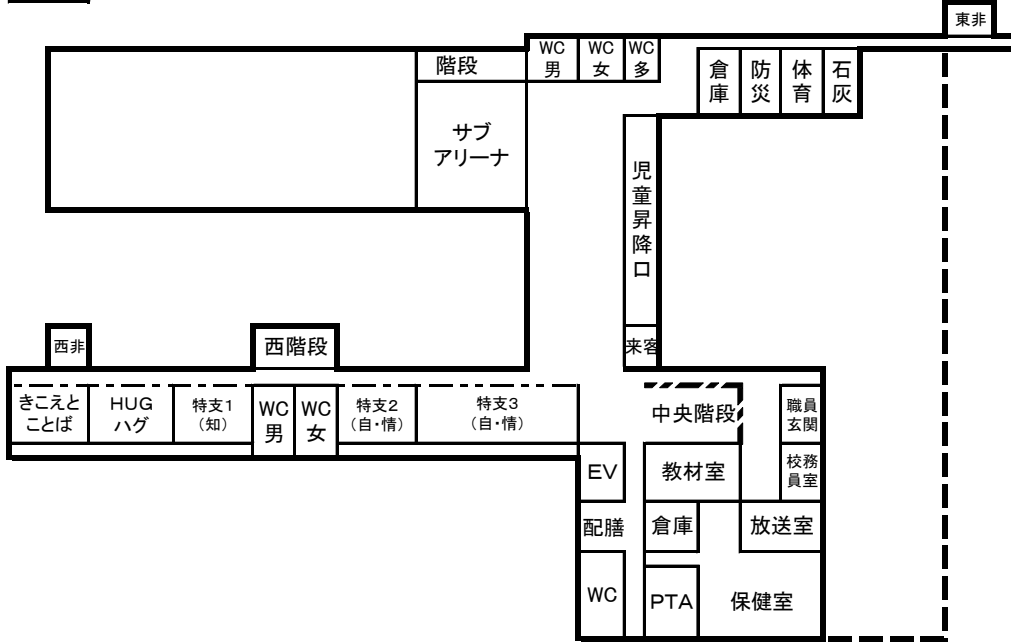 東非
階段
WC
男
WC
女
WC
多
倉庫
防災
体育
石灰
サブ
アリーナ
児童昇降口
来客
西非
西階段
きこえと
ことば
HUG
ハグ
特支1
（知）
WC
男
WC
女
特支2
（自・情）
特支3
（自・情）
中央階段
職員
玄関
EV
教材室
校務
員室
配膳
倉庫
放送室
WC
PTA
保健室